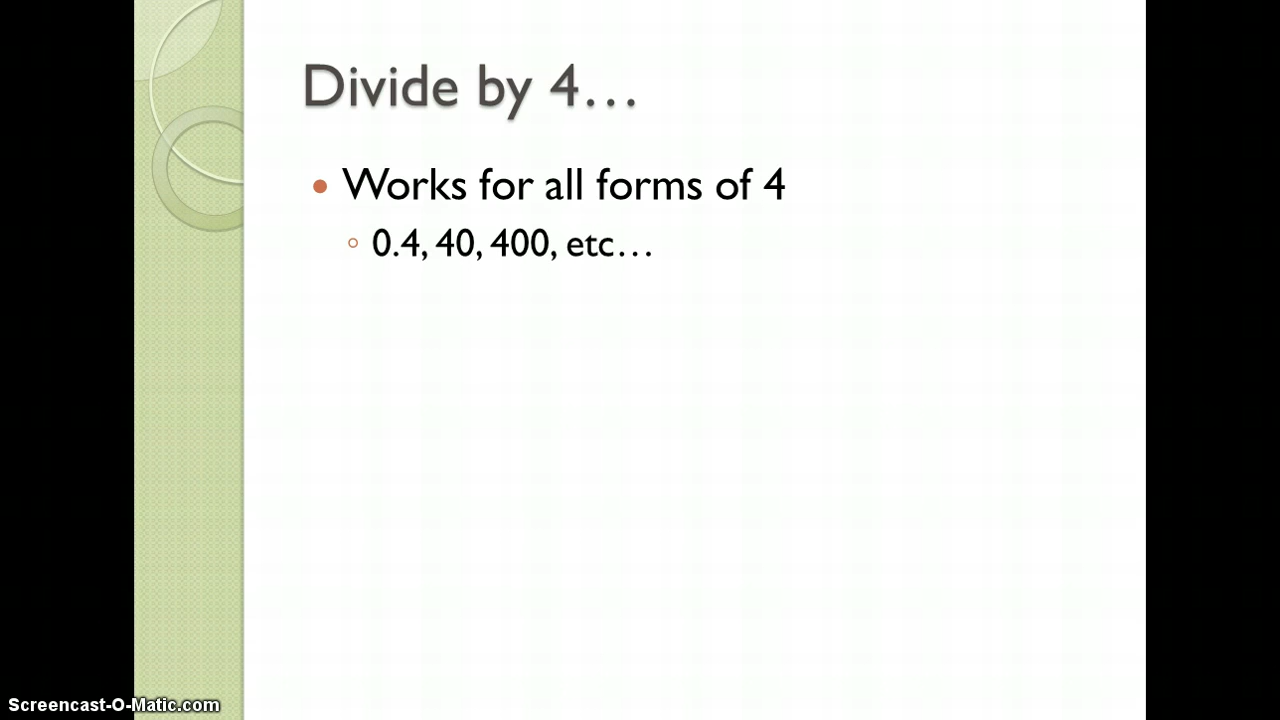 Divide by 4…
Works for all forms of 4
0.4, 40, 400, etc…
Screencast-O-Matic.com